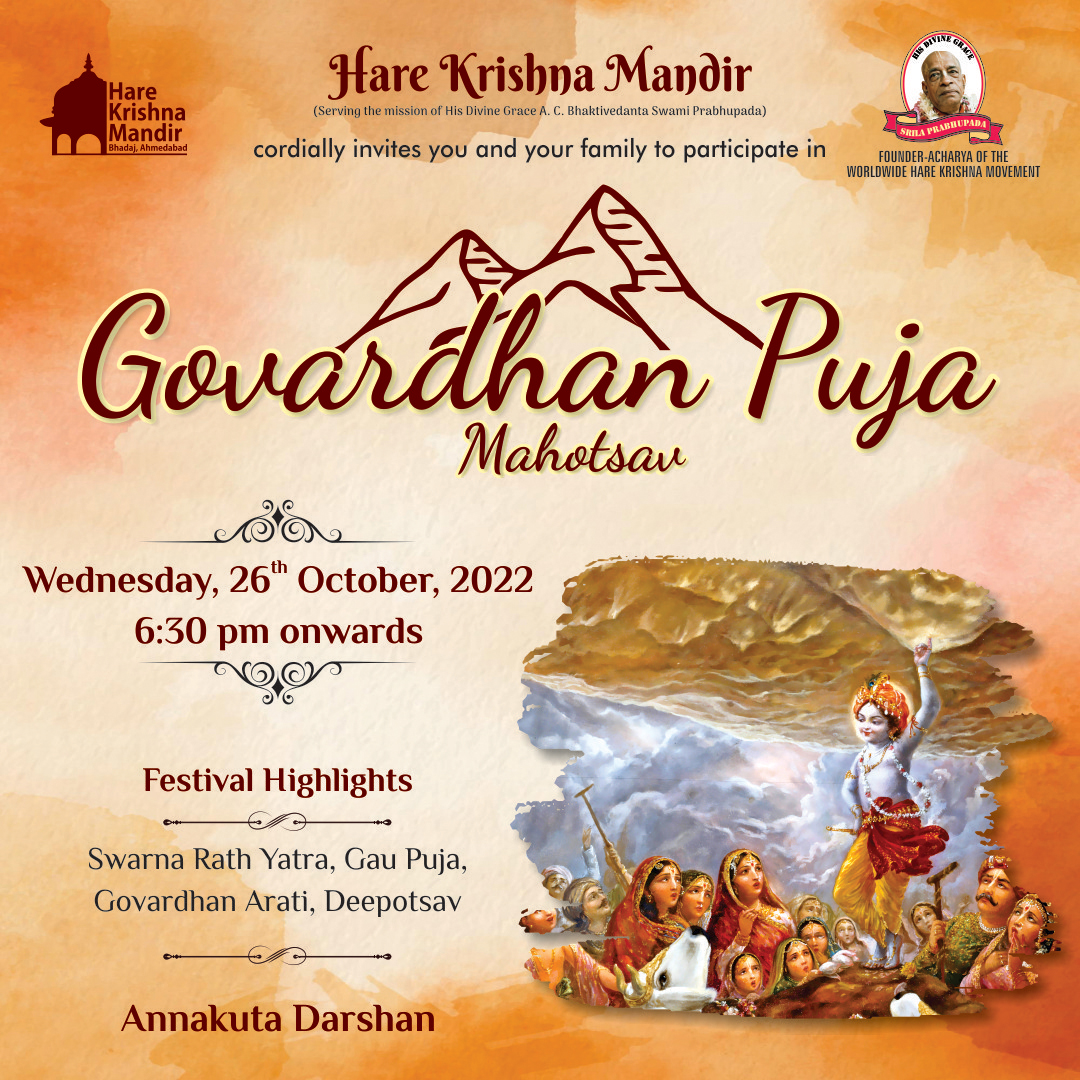 Hare
Krishna
Mandir
Bhadaj, Ahmedabad
Hare Krishna Mandir
(Serving the mission of His Divine Grace A. C. Bhaktivedanta Swami Prabhupada)
cordially invites you and your family to participate in
HIS DIVINE GRACE
SRILA PRABHUPADA
FOUNDER-ACHARYA OF THE
WORLDWIDE HARE KRISHNA MOVEMENT
Govardhan Puja
Mahotsav
Wednesday, 26th October, 2022
6:30 pm onwards
Festival Highlights
Swarna Rath Yatra, Gau Puja,
Govardhan Arati, Deepotsav
Annakuta Darshan